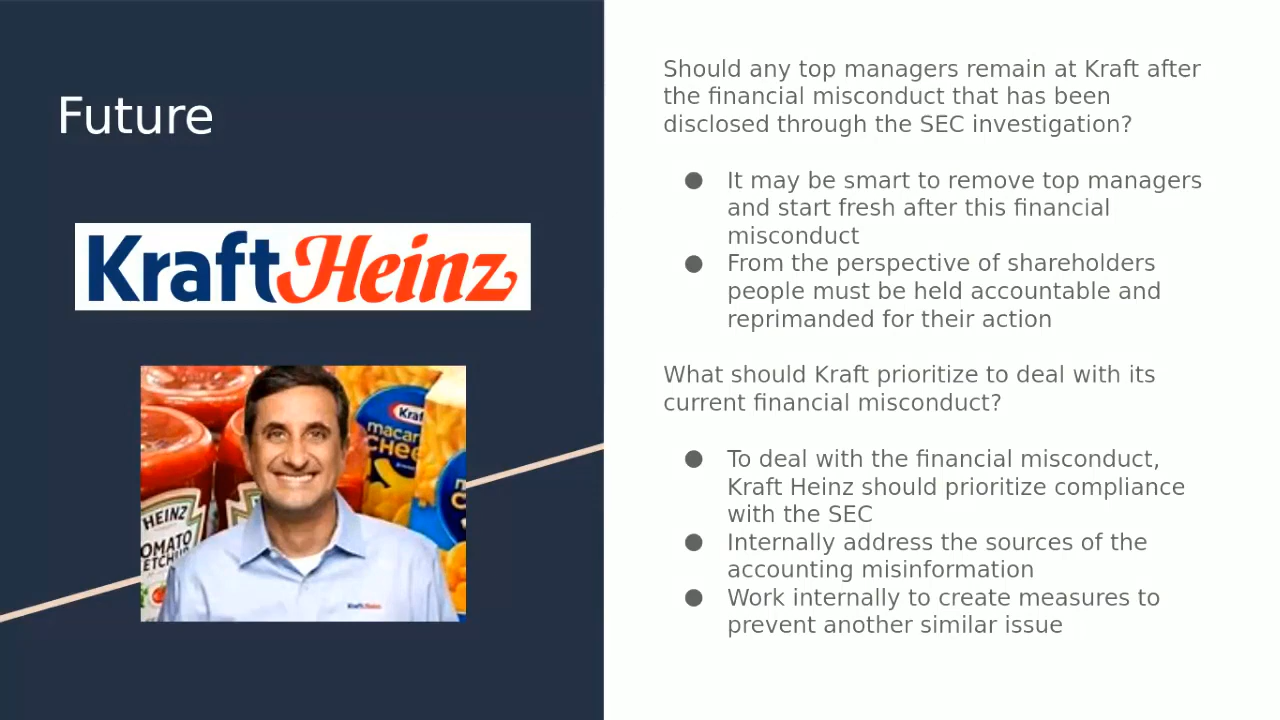 Future
KraftHeinz
Kraf
macar
CHEE
HEINZ
OMATO
KraftHeinz
Should any top managers remain at Kraft after
the financial misconduct that has been
disclosed through the SEC investigation?
● It may be smart to remove top managers
and start fresh after this financial
misconduct
● From the perspective of shareholders
people must be held accountable and
reprimanded for their action
What should Kraft prioritize to deal with its
current financial misconduct?
● To deal with the financial misconduct,
Kraft Heinz should prioritize compliance
with the SEC
● Internally address the sources of the
accounting misinformation
● Work internally to create measures to
prevent another similar issue